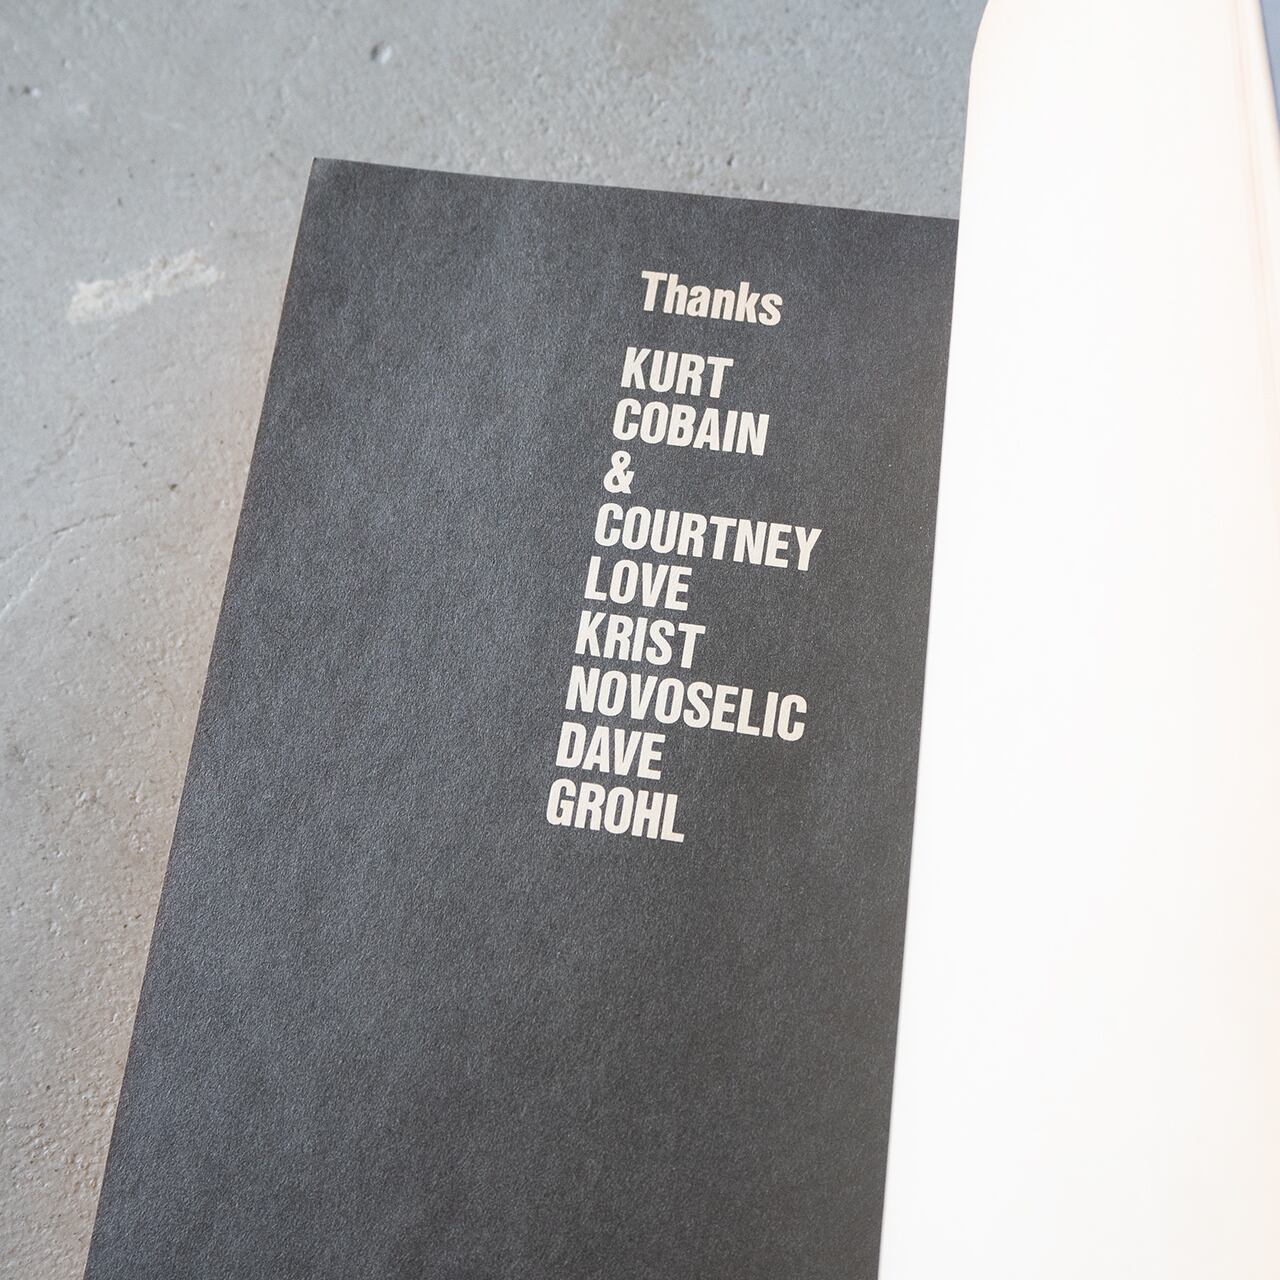 Thanks
KURT
COBAIN
&
COURTNEY
LOVE
KRIST
NOVOSELIC
DAVE
GROHL